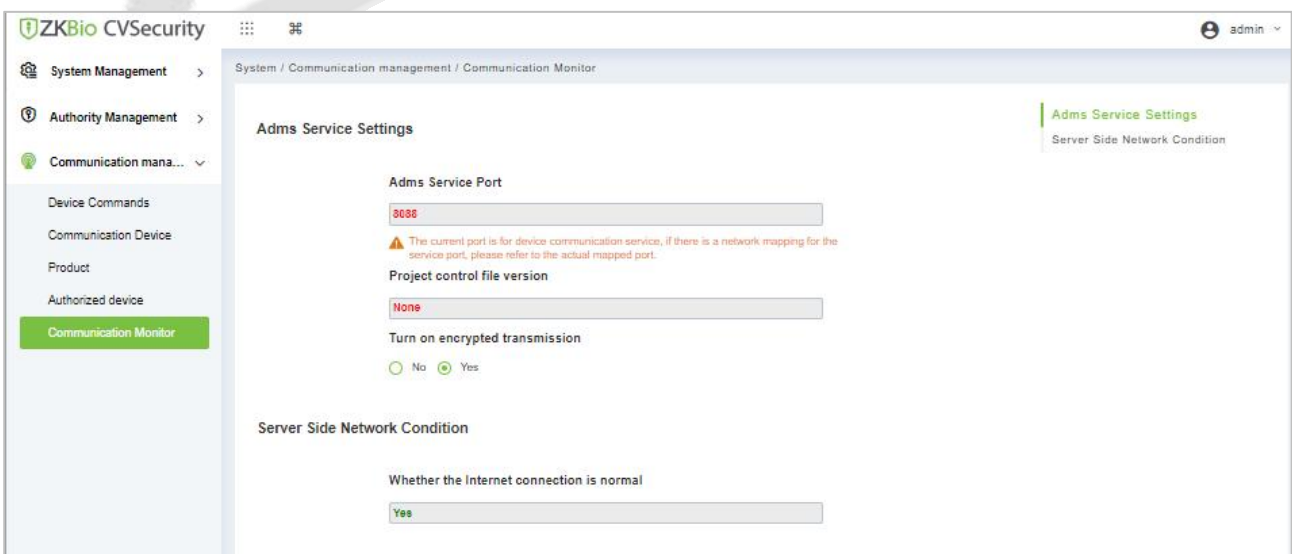 ZKBio CVSecurity
admin
System Management
System / Communication management / Communication Monitor
Authority Management
Adms Service Settings
Adms Service Settings
Server Side Network Condition
Communication mana...
Adms Service Port
Device Commands
8088
Communication Device
The current port is for device communication service, if there is a network mapping for the
service port, please refer to the actual mapped port.
Product
Project control file version
Authorized device
None
Communication Monitor
Turn on encrypted transmission
No Yes
Server Side Network Condition
Whether the Internet connection is normal
Yes